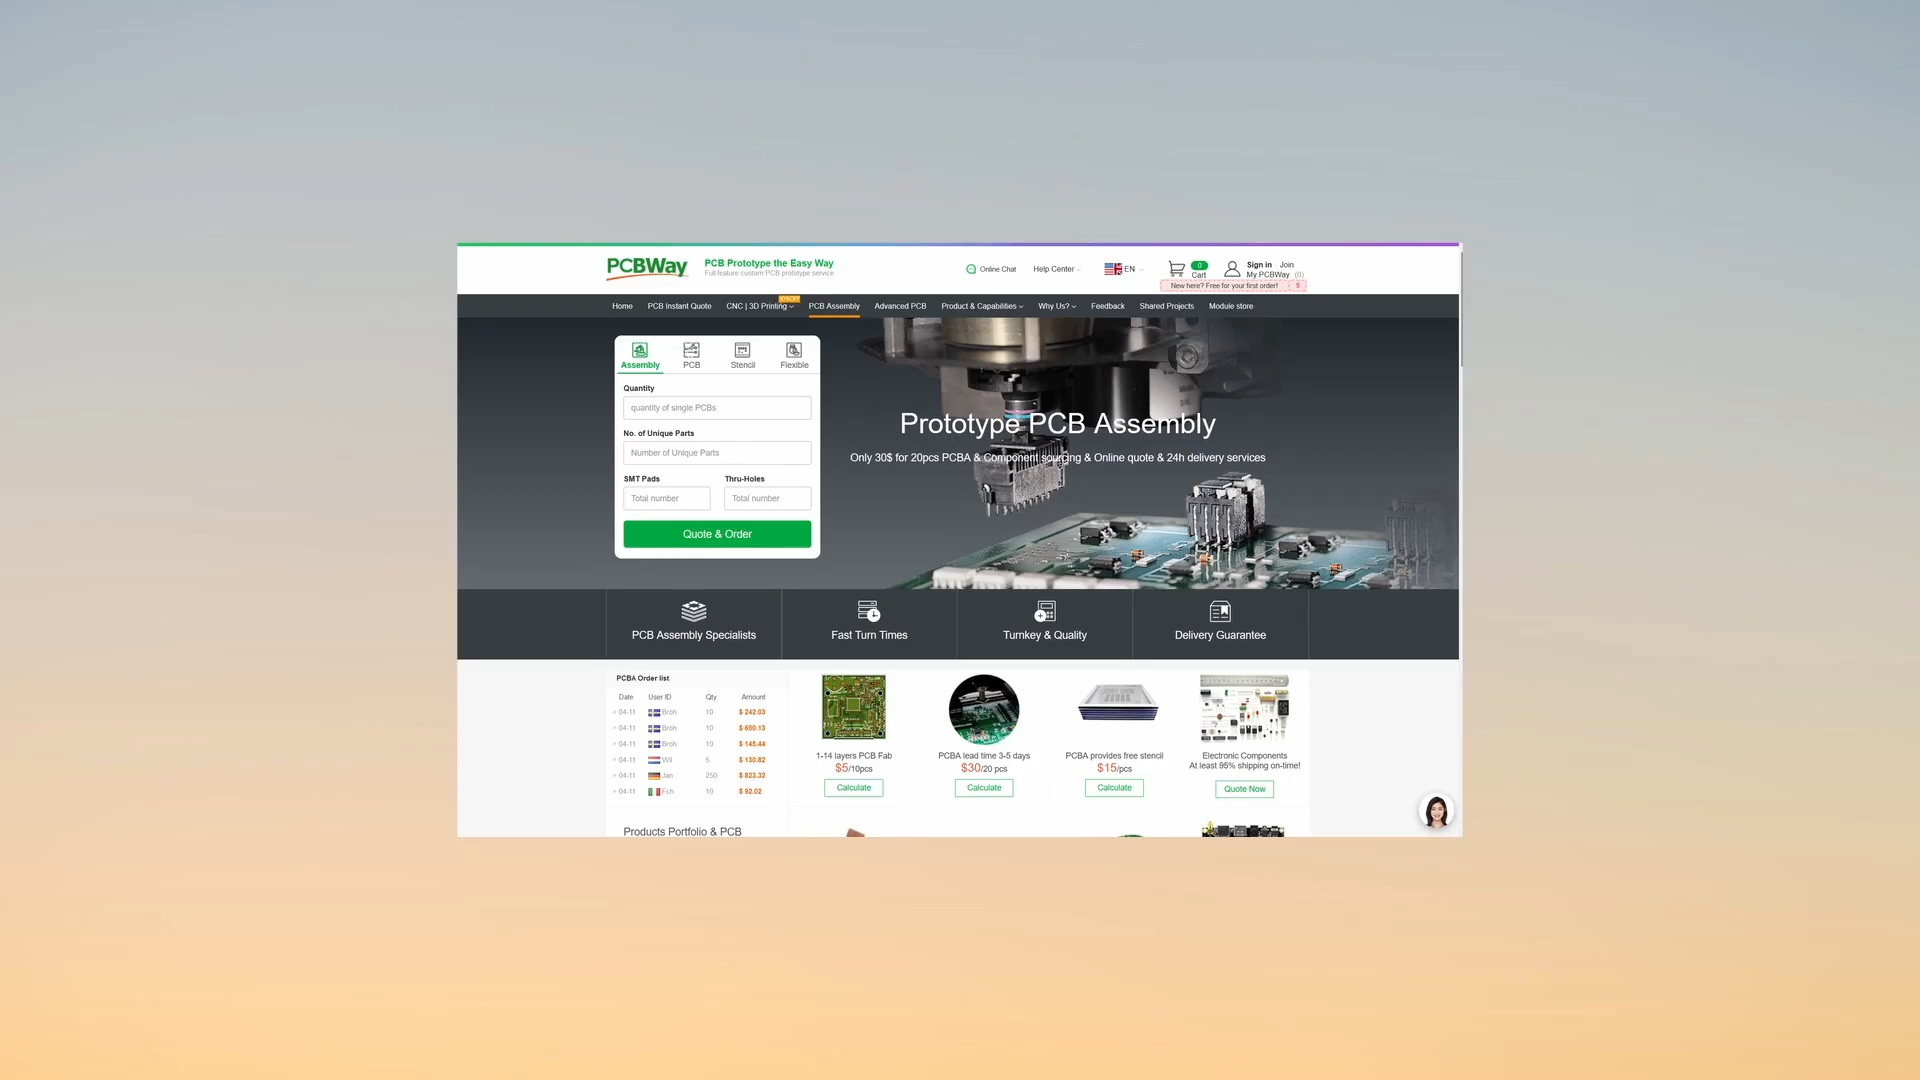 PCBWay
PCB Prototype the Easy Way
Full feature custom PCB prototype service
Online Chat
Help Center
EN
0
Cart
Sign in Join
My PCBWay (0)
New here? Free for your first order! $
Home PCB Instant Quote CNC | 3D Printing PCB Assembly Advanced PCB Product & Capabilities Why Us? Feedback Shared Projects Module store
Assembly PCB Stencil Flexible
Quantity
quantity of single PCBs
No. of Unique Parts
Number of Unique Parts
SMT Pads Thru-Holes
Total number Total number
Quote & Order
Prototype PCB Assembly
Only 30$ for 20pcs PCBA & Component sourcing & Online quote & 24h delivery services
PCB Assembly Specialists
Fast Turn Times
Turnkey & Quality
Delivery Guarantee
PCBA Order list
Date User ID Qty Amount
04-11 Broh 10 $ 242.03
04-11 Broh 10 $ 690.13
04-11 Broh 10 $ 145.44
04-11 Wil 5 $ 130.82
04-11 Jan 250 $ 823.32
04-11 Fch 10 $ 92.02
1-14 layers PCB Fab
$5/10pcs
Calculate
PCBA lead time 3-5 days
$30/20 pcs
Calculate
PCBA provides free stencil
$15/pcs
Calculate
Electronic Components
At least 95% shipping on-time!
Quote Now
Products Portfolio & PCB